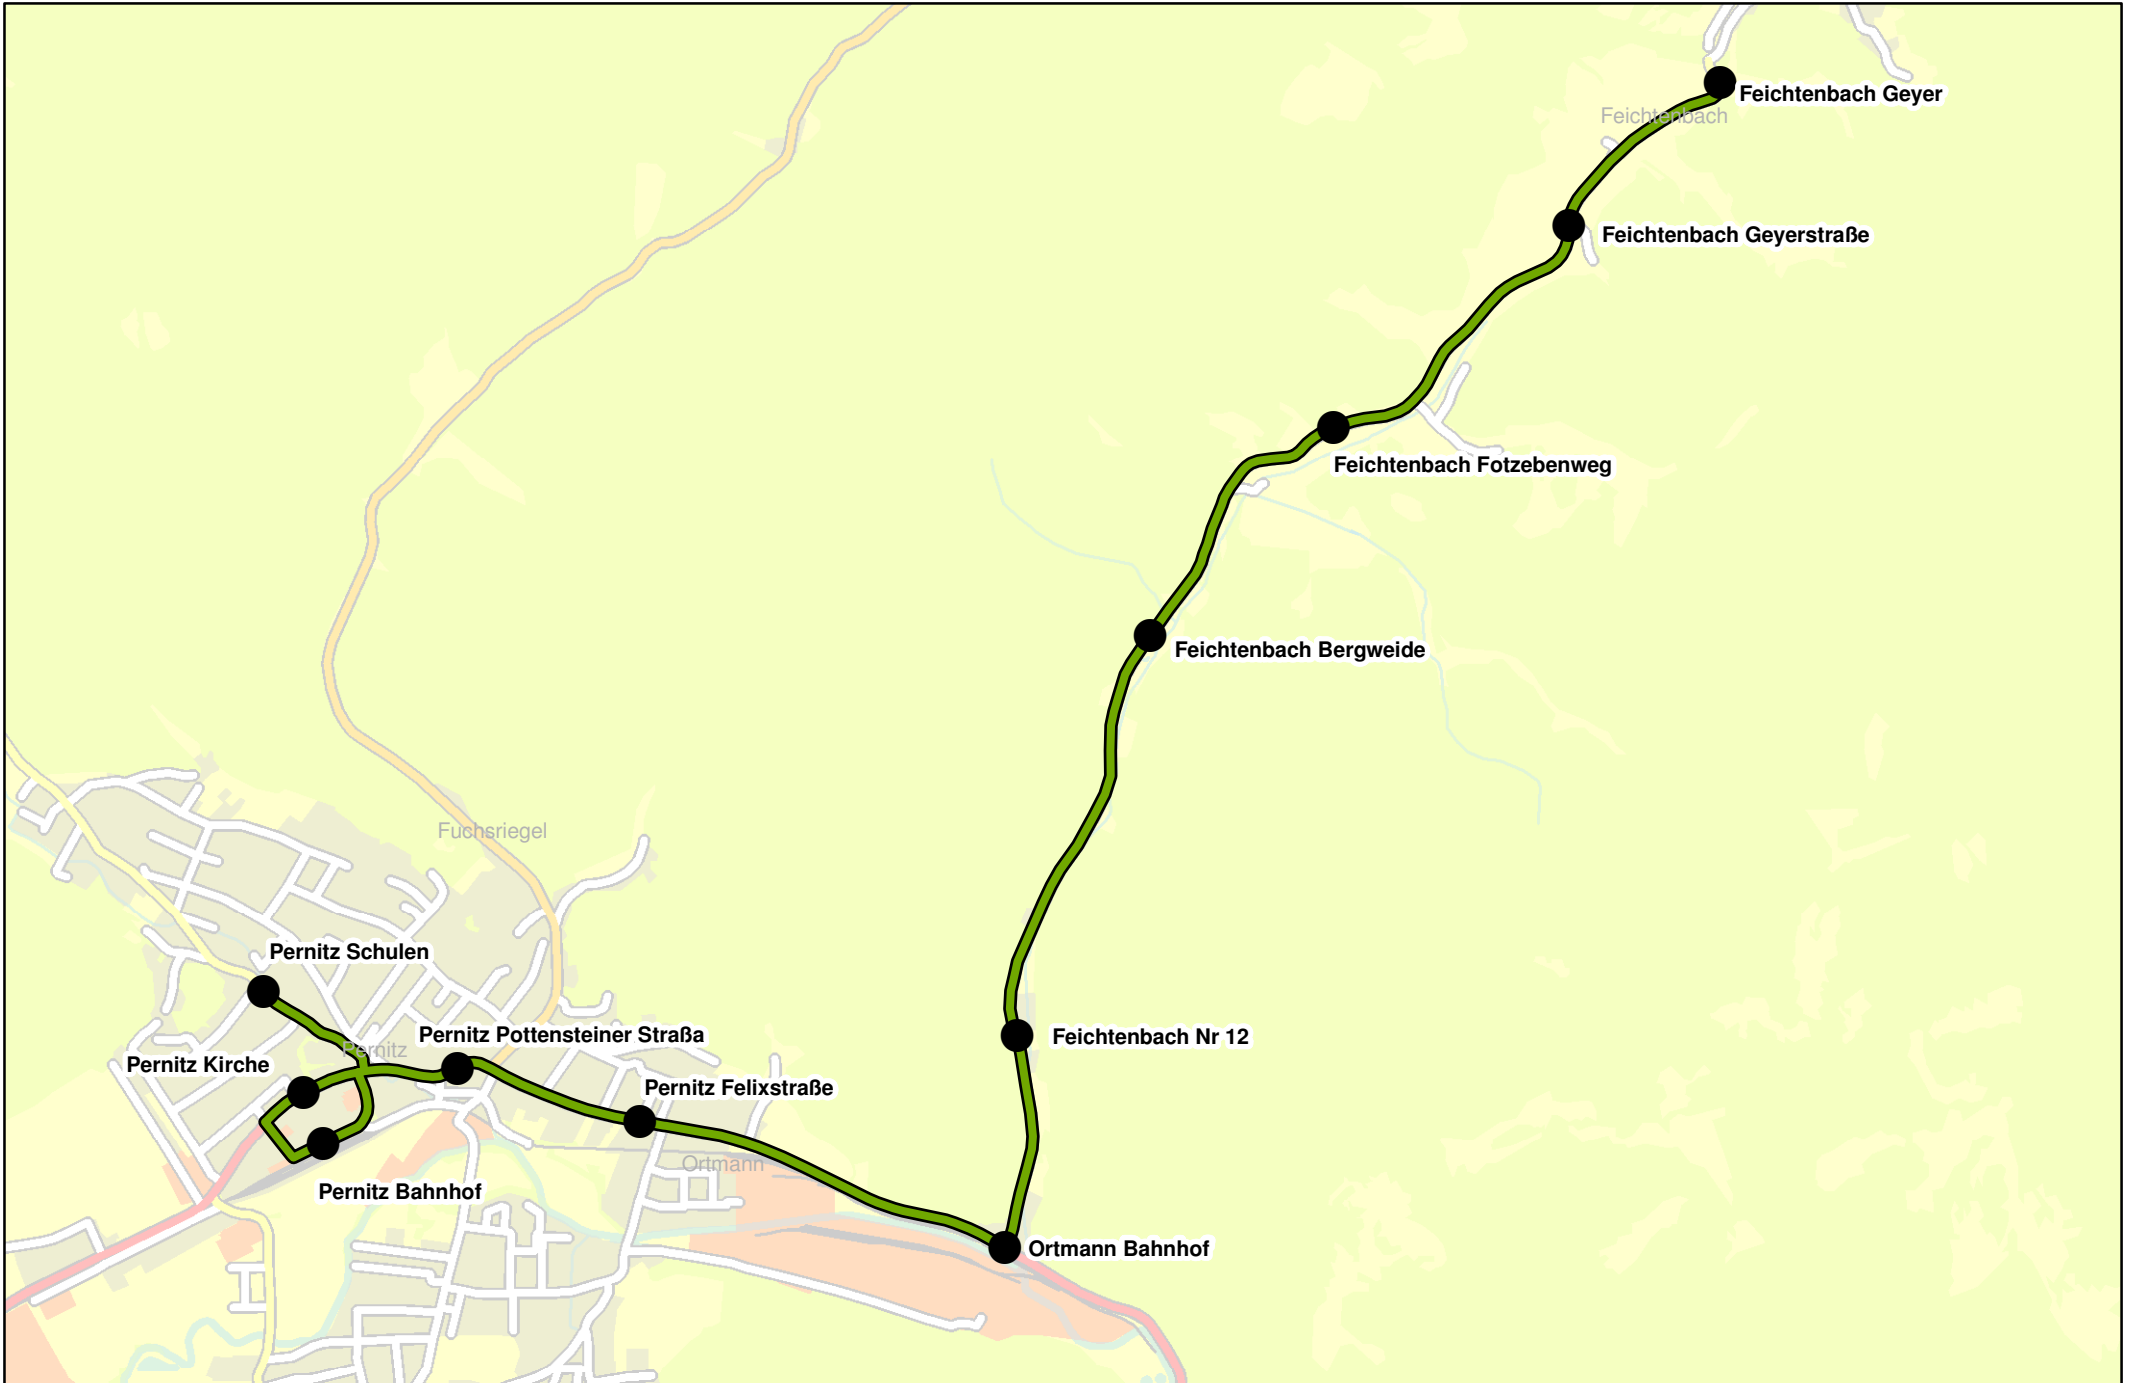 Feichtenbach Geyer
Feichtenbach
Feichtenbach Geyerstraße
Feichtenbach Fotzebenweg
Feichtenbach Bergweide
Fuchsriegel
Pernitz Schulen
Pernitz Pottensteiner Straßa
Feichtenbach Nr 12
Pernitz
Pernitz Kirche
Pernitz Felixstraße
Ortmann
Pernitz Bahnhof
Ortmann Bahnhof